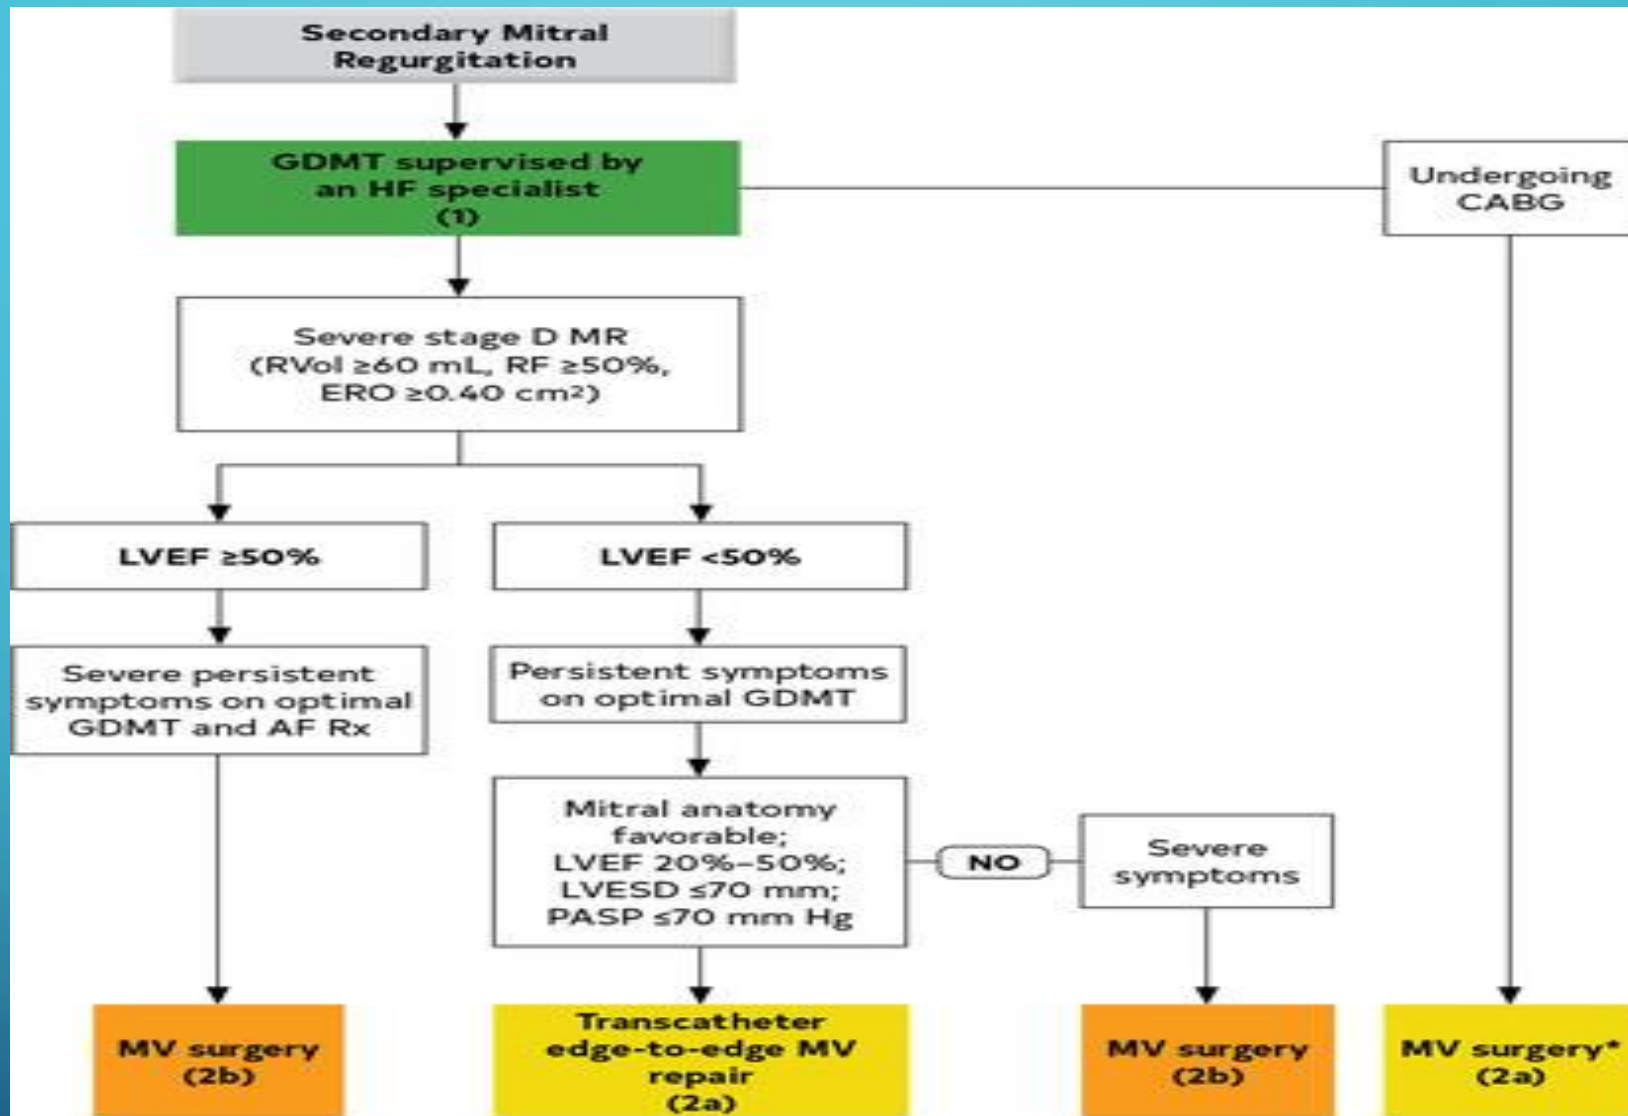 Secondary Mitral
Regurgitation
GDMT supervised by
an HF specialist
(1)
Undergoing
CABG
Severe stage D MR
(RVol ≥60 mL, RF ≥50%,
ERO ≥0.40 cm²)
LVEF ≥50%
LVEF <50%
Severe persistent
symptoms on optimal
GDMT and AF Rx
Persistent symptoms
on optimal GDMT
Mitral anatomy
favorable;
LVEF 20%–50%;
LVESD ≤70 mm;
PASP ≤70 mm Hg
NO
Severe
symptoms
MV surgery
(2b)
Transcatheter
edge-to-edge MV
repair
(2a)
MV surgery
(2b)
MV surgery*
(2a)